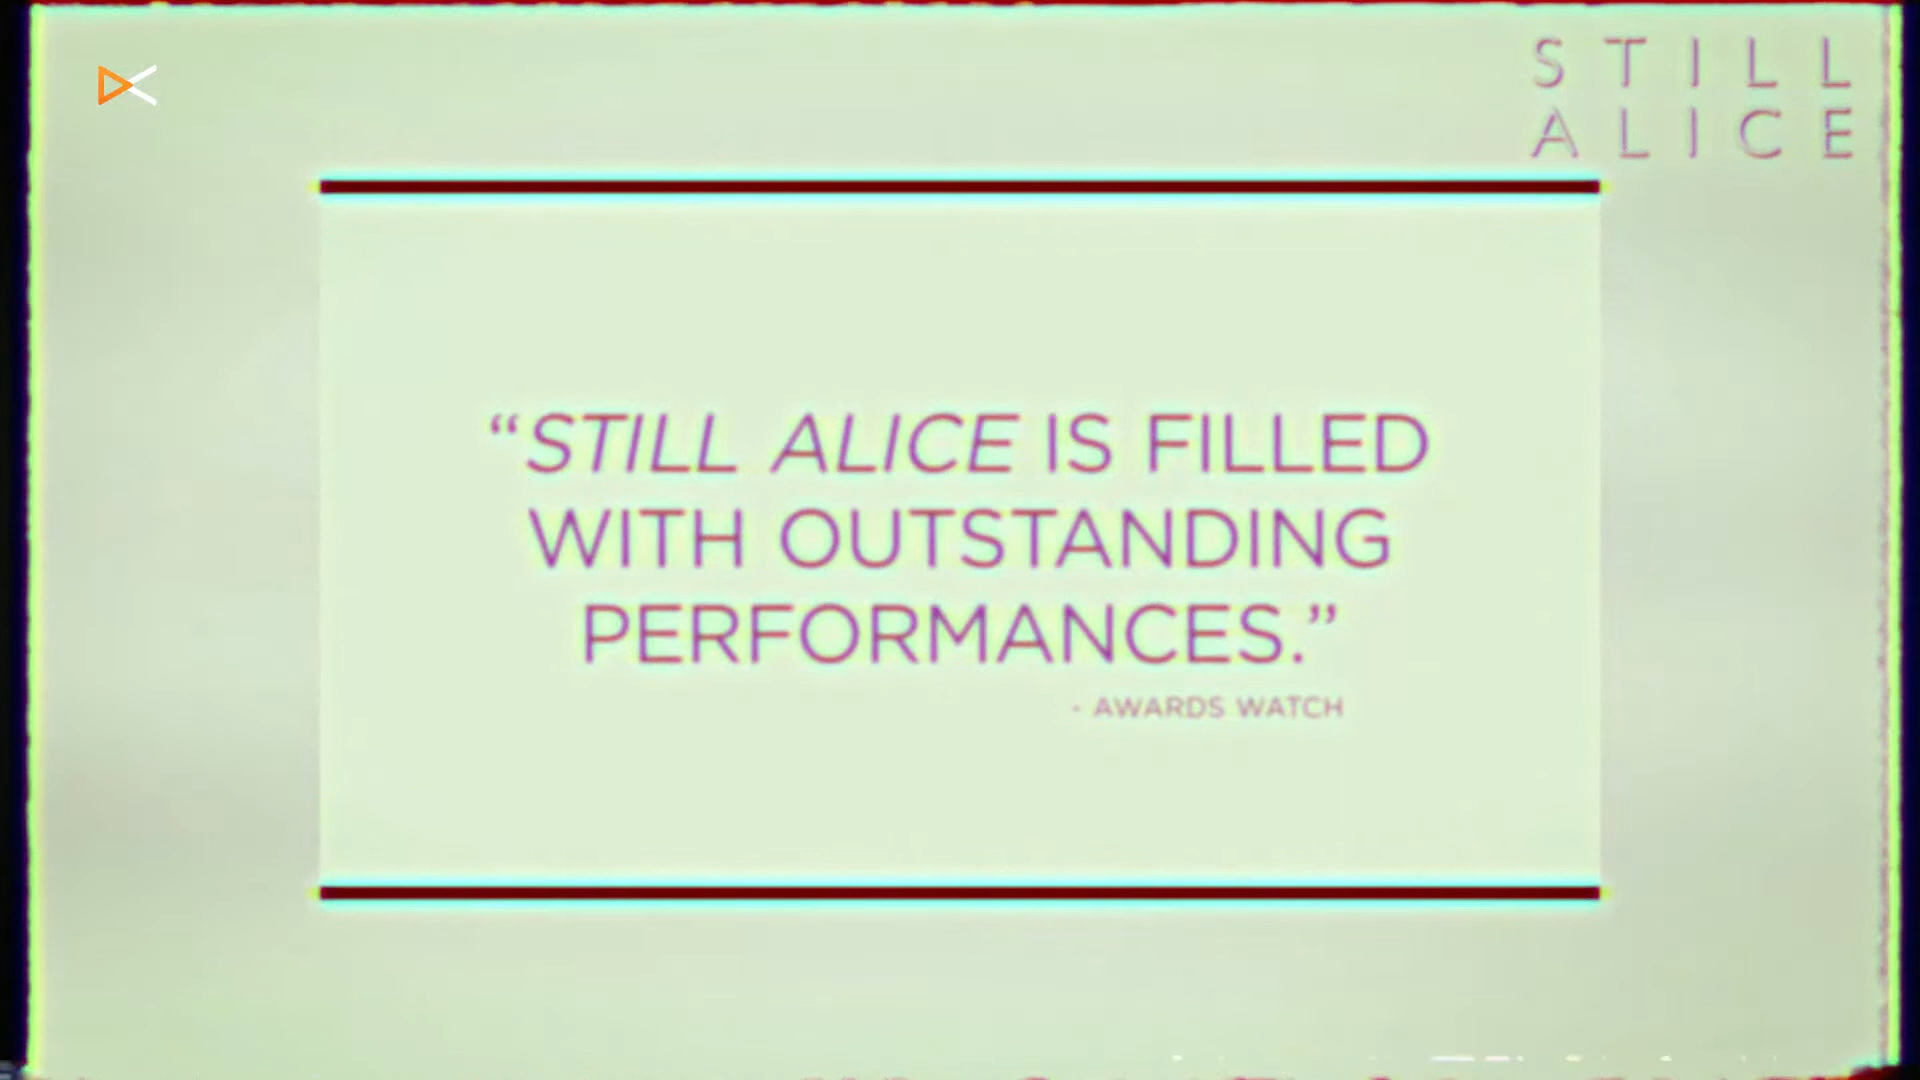 STILL
ALICE
“STILL ALICE IS FILLED
WITH OUTSTANDING
PERFORMANCES.”
- AWARDS WATCH